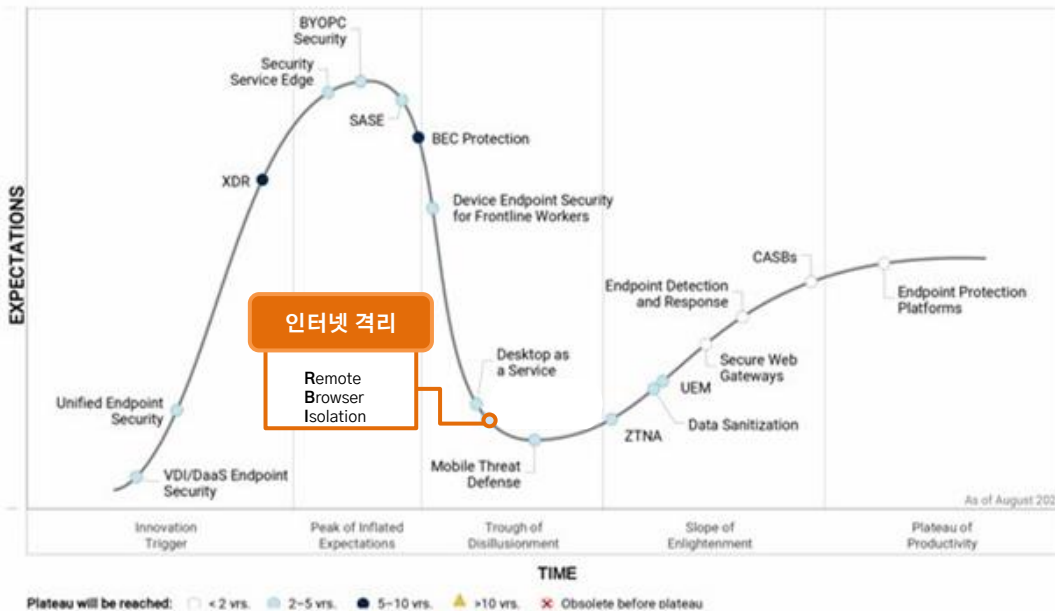 BYOPC
Security
Security
Service Edge
SASE
BEC Protection
XDR
Device Endpoint Security
for Frontline Workers
EXPECTATIONS
CASBs
Endpoint Detection
and Response
Endpoint Protection
Platforms
인터넷 격리
Remote
Browser
Isolation
Desktop as
a Service
Secure Web
Gateways
UEM
Unified Endpoint
Security
Data Sanitization
ZTNA
Mobile Threat
Defense
VDI/DaaS Endpoint
Security
As of August 202
Innovation
Trigger
Peak of Inflated
Expectations
Trough of
Disillusionment
Slope of
Enlightenment
Plateau of
Productivity
TIME
Plateau will be reached: < 2 yrs. 2–5 yrs. 5–10 yrs. >10 yrs. Obsolete before plateau